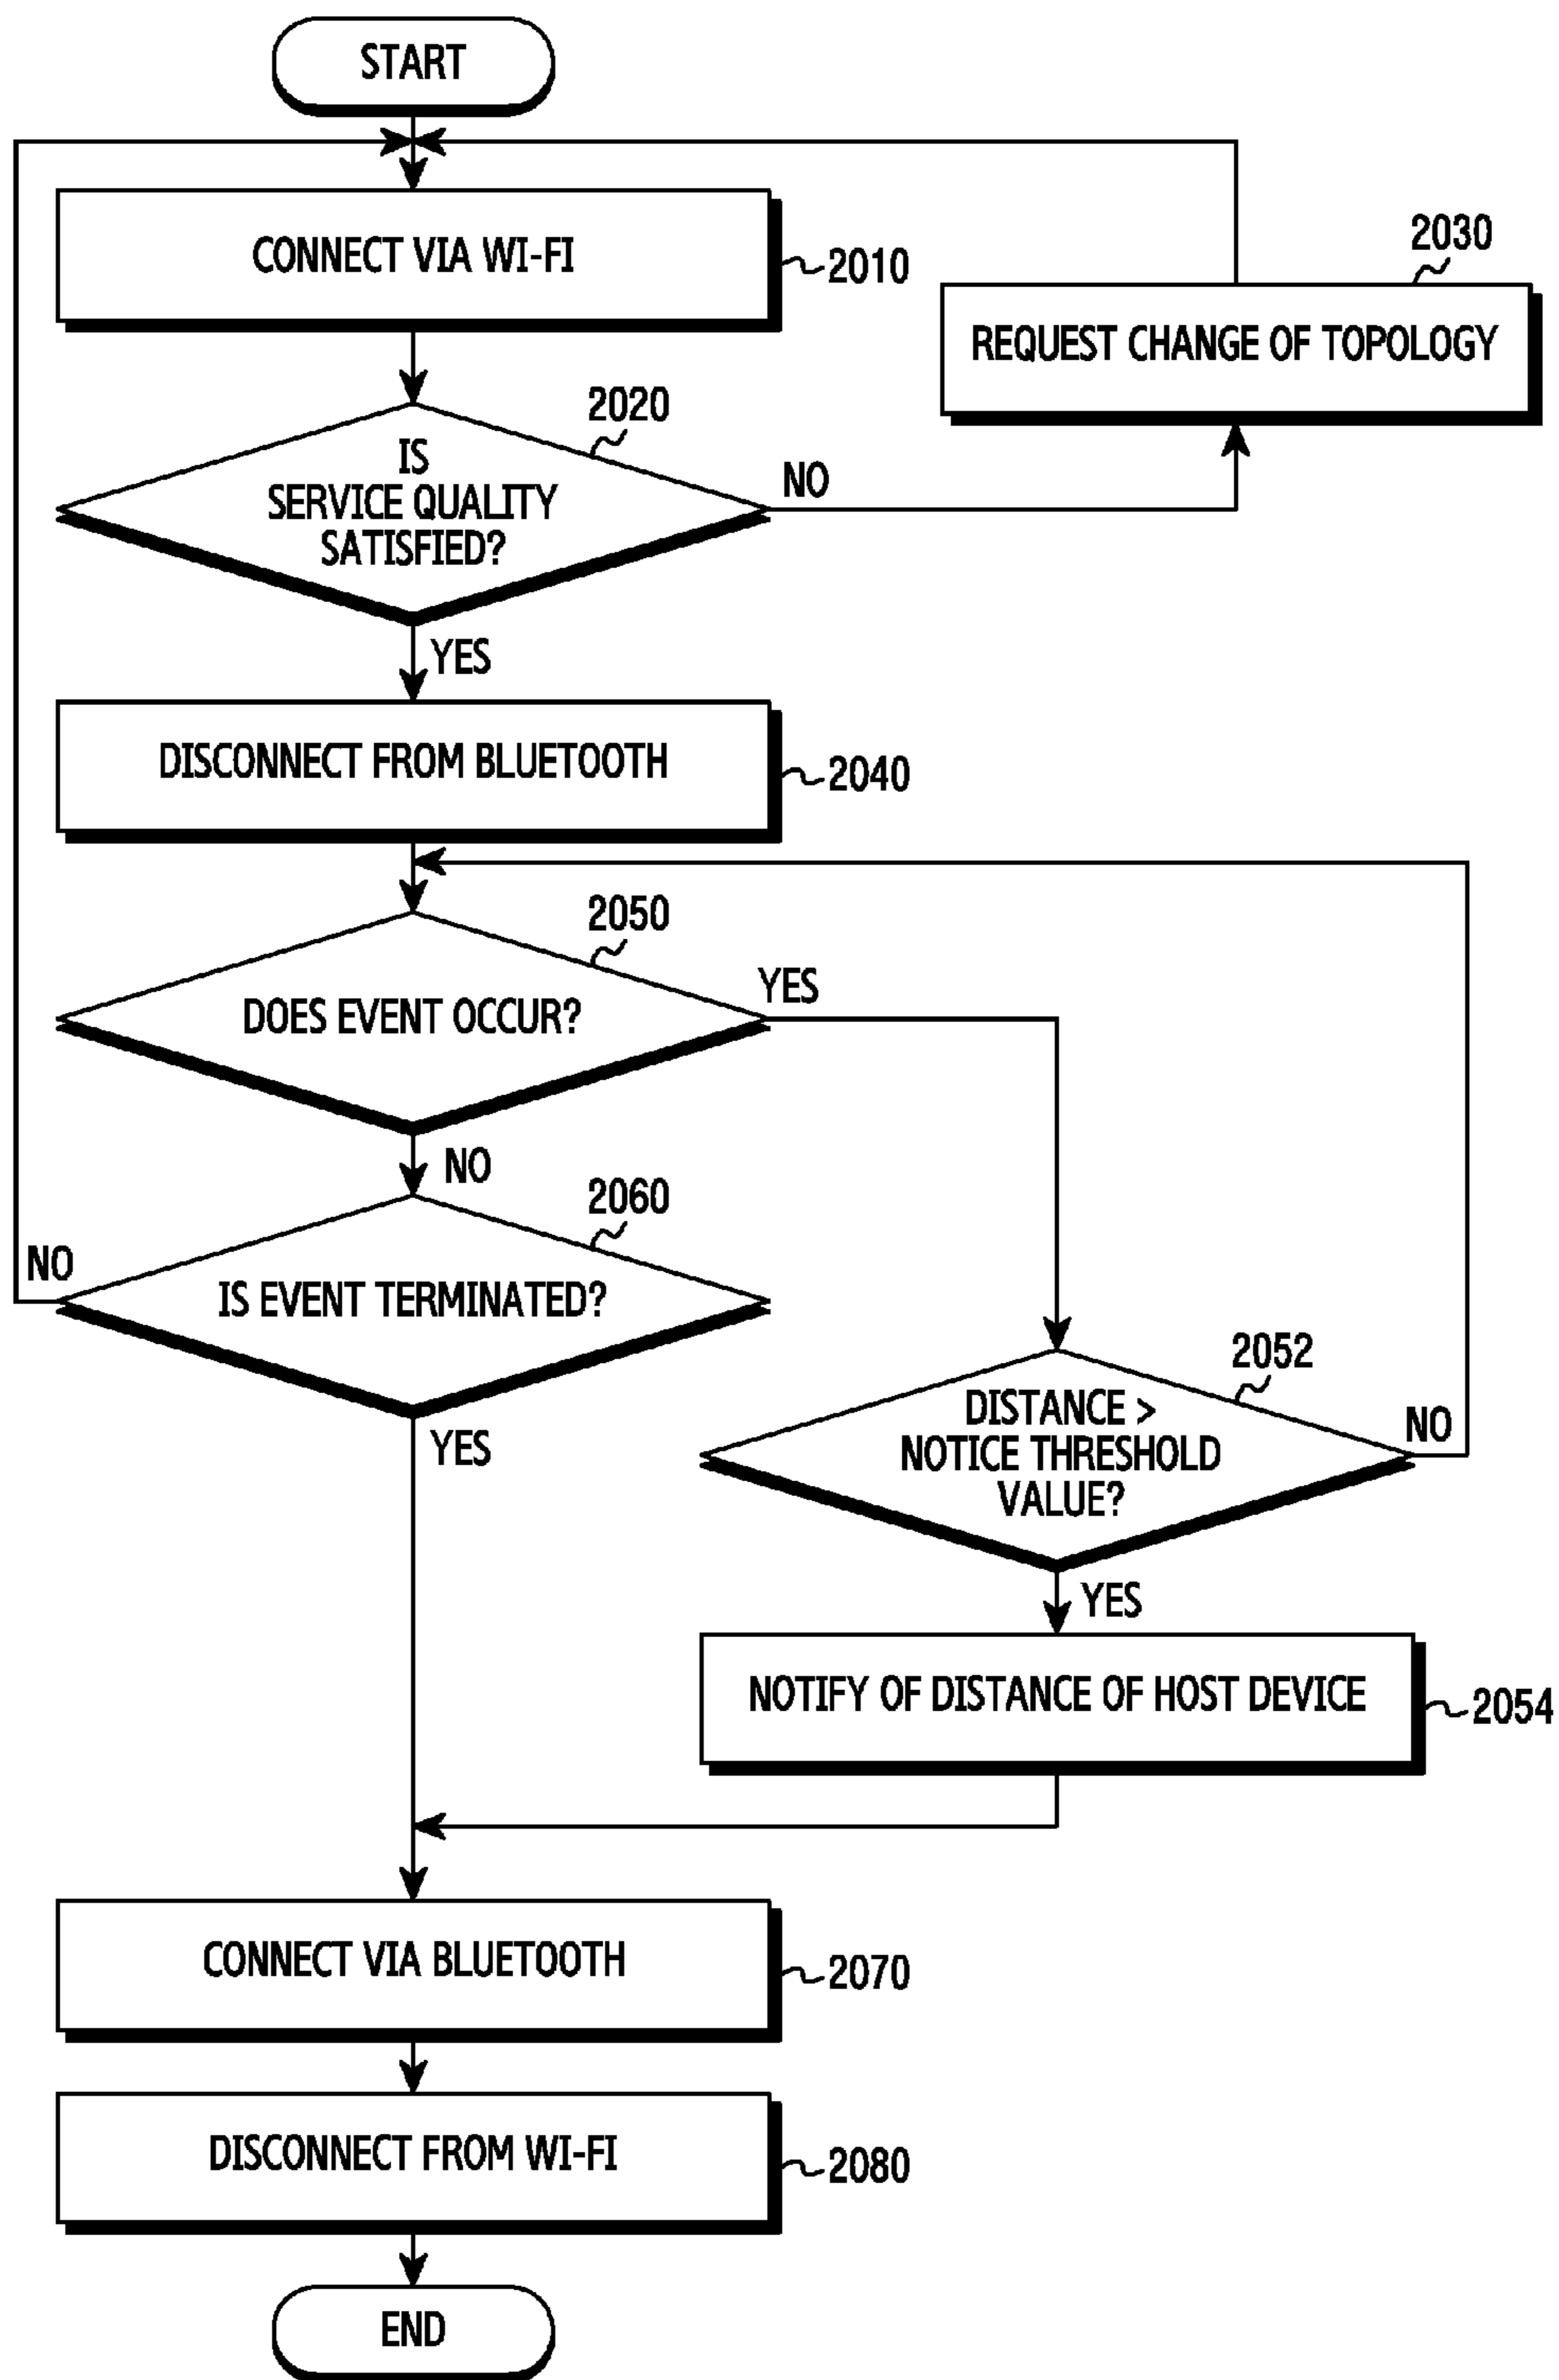 START
CONNECT VIA WI-FI
2010
2030
REQUEST CHANGE OF TOPOLOGY
2020
IS
SERVICE QUALITY
SATISFIED?
NO
YES
DISCONNECT FROM BLUETOOTH
2040
2050
DOES EVENT OCCUR?
YES
NO
2060
IS EVENT TERMINATED?
NO
YES
2052
DISTANCE >
NOTICE THRESHOLD
VALUE?
NO
YES
NOTIFY OF DISTANCE OF HOST DEVICE
2054
CONNECT VIA BLUETOOTH
2070
DISCONNECT FROM WI-FI
2080
END